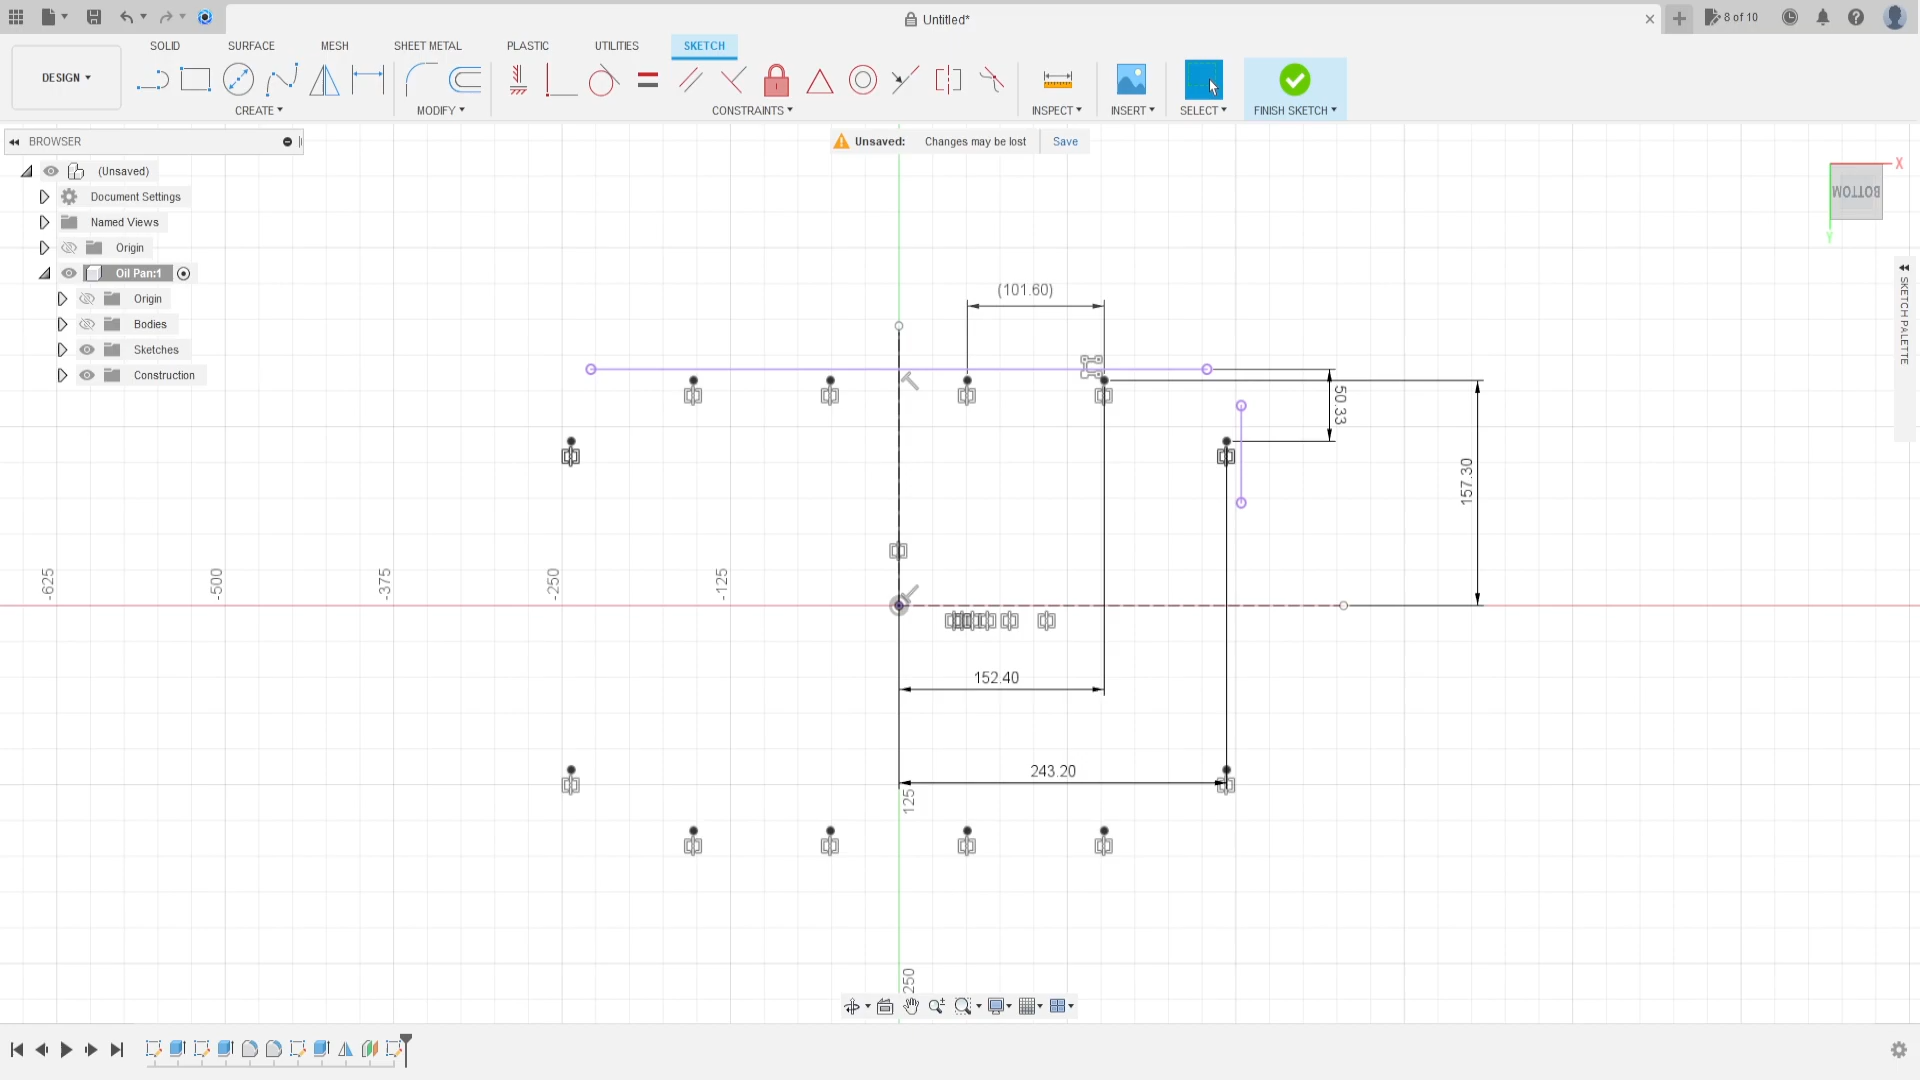 Untitled*
8 of 10
DESIGN
SOLID
SURFACE
MESH
SHEET METAL
PLASTIC
UTILITIES
SKETCH
CREATE
MODIFY
CONSTRAINTS
INSPECT
INSERT
SELECT
FINISH SKETCH
BROWSER
Unsaved: Changes may be lost
Save
(Unsaved)
Document Settings
Named Views
Origin
Oil Pan:1
Origin
Bodies
Sketches
Construction
X
BOTTOM
Y
SKETCH PALETTE
(101.60)
50.33
157.30
-625
-500
-375
-250
-125
152.40
243.20
125
250